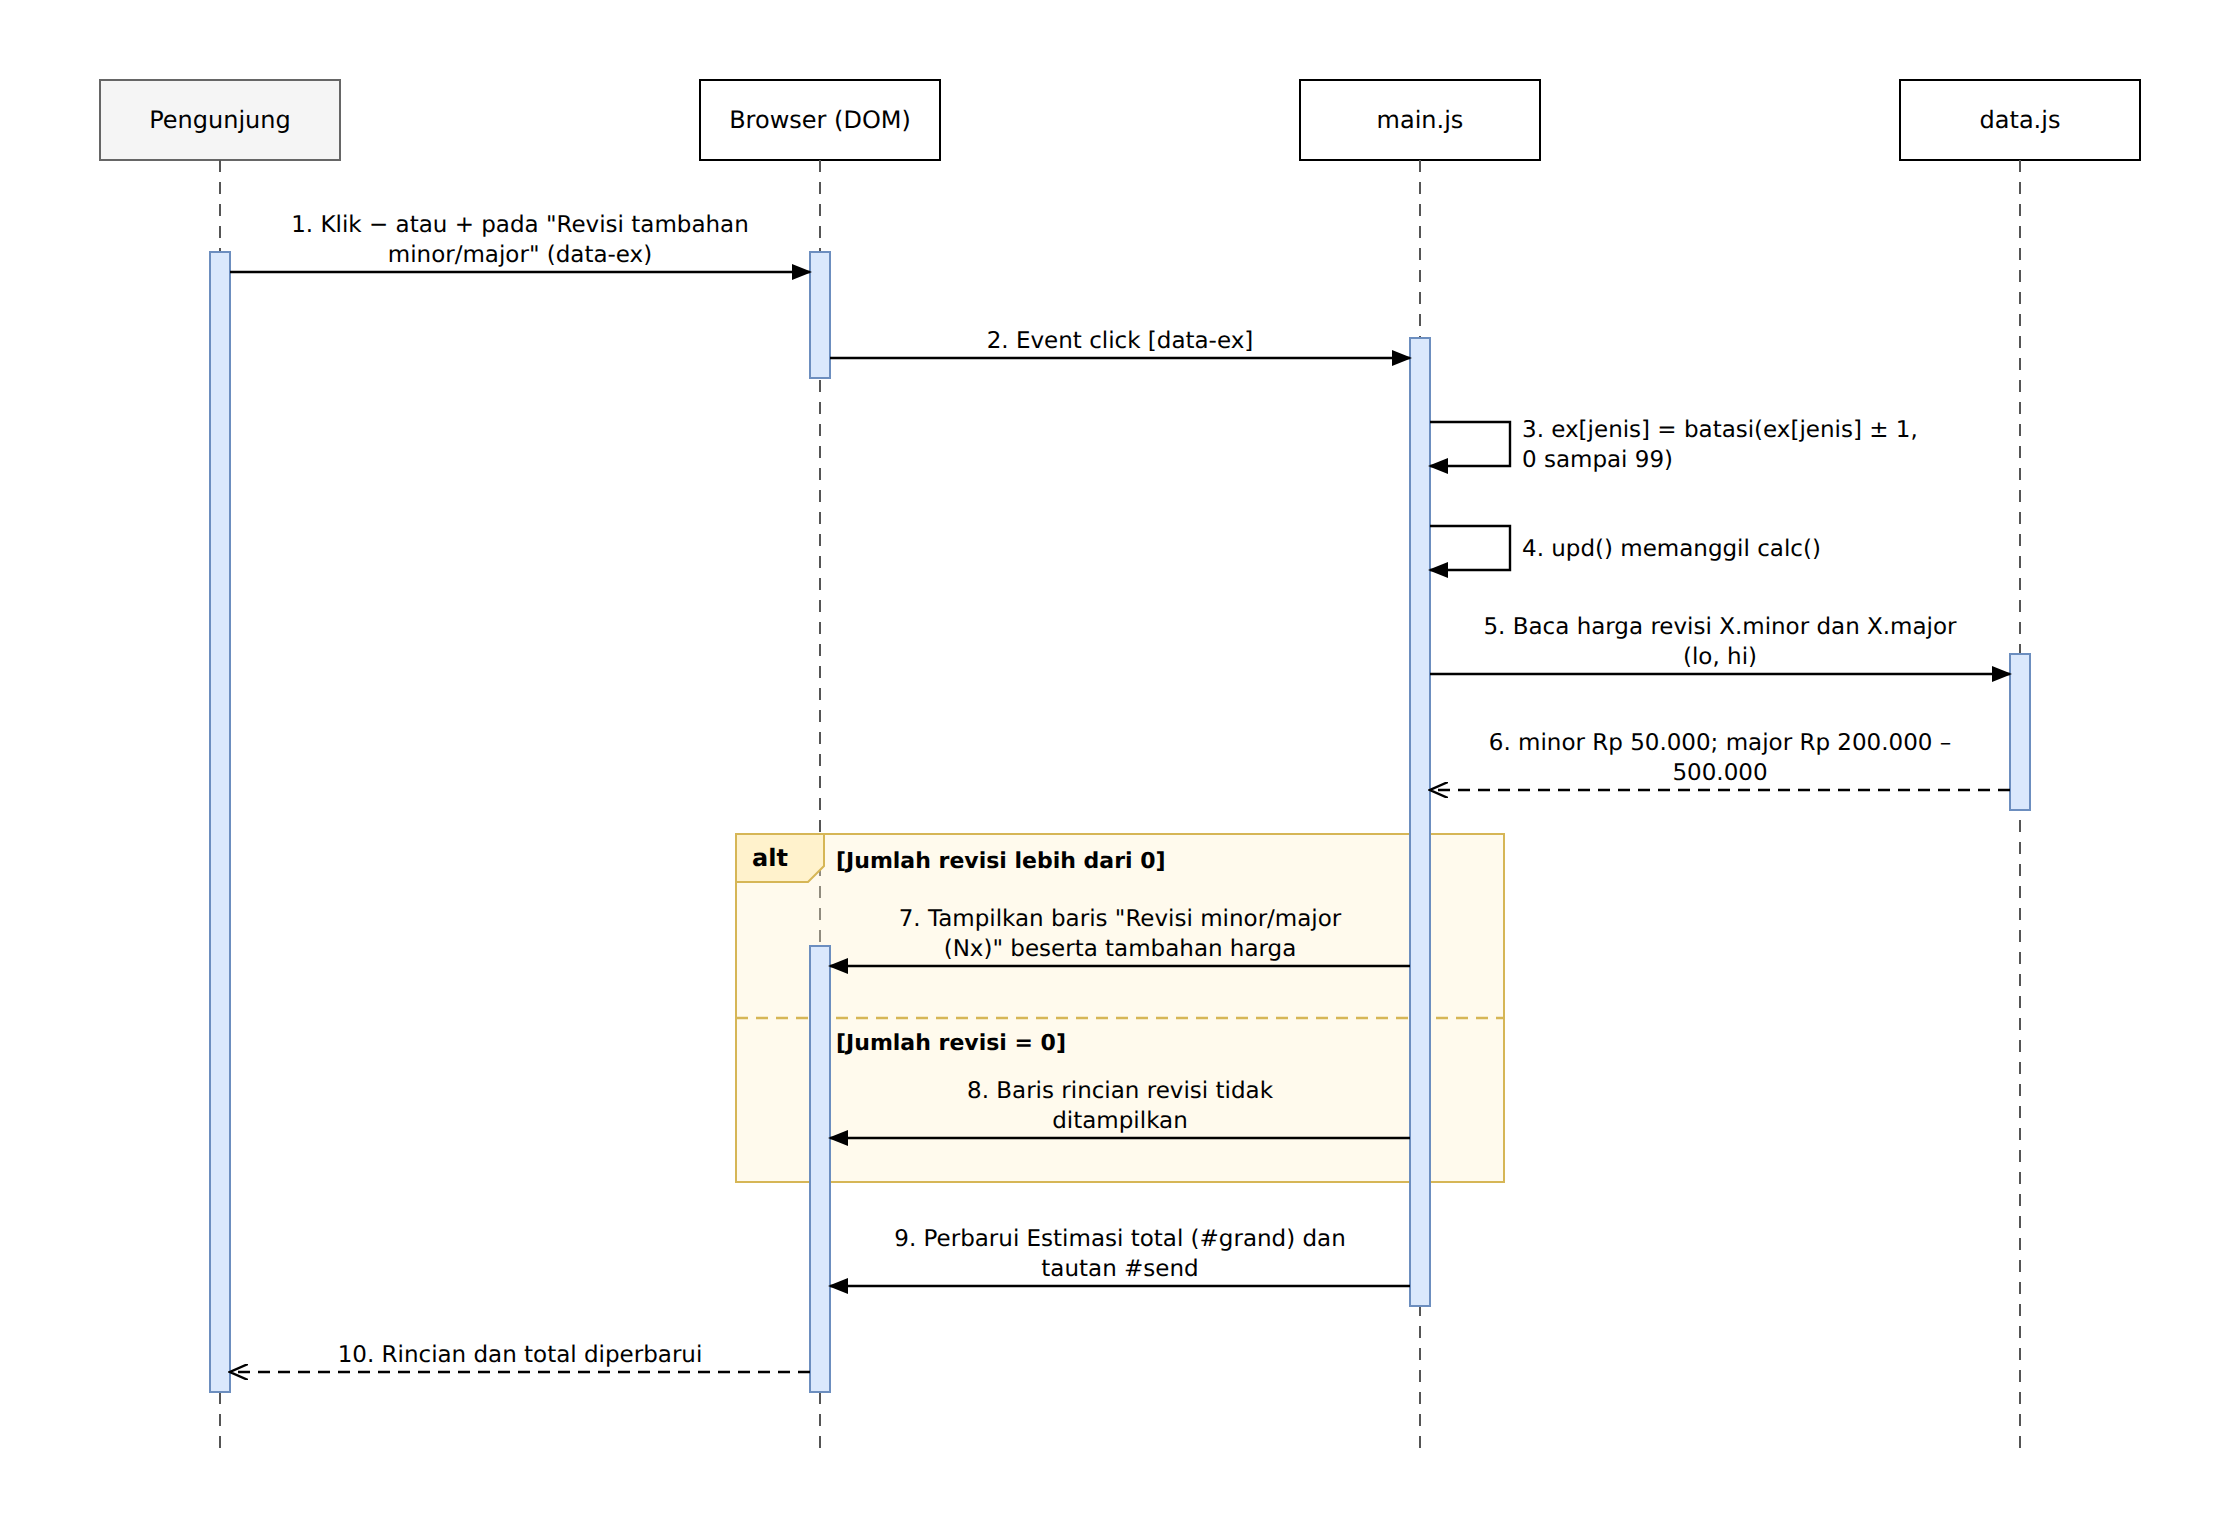 Pengunjung
Browser (DOM)
main.js
data.js
1. Klik − atau + pada "Revisi tambahan
minor/major" (data-ex)
2. Event click [data-ex]
3. ex[jenis] = batasi(ex[jenis] ± 1,
0 sampai 99)
4. upd() memanggil calc()
5. Baca harga revisi X.minor dan X.major
(lo, hi)
6. minor Rp 50.000; major Rp 200.000 –
500.000
alt
[Jumlah revisi lebih dari 0]
7. Tampilkan baris "Revisi minor/major
(Nx)" beserta tambahan harga
[Jumlah revisi = 0]
8. Baris rincian revisi tidak
ditampilkan
9. Perbarui Estimasi total (#grand) dan
tautan #send
10. Rincian dan total diperbarui